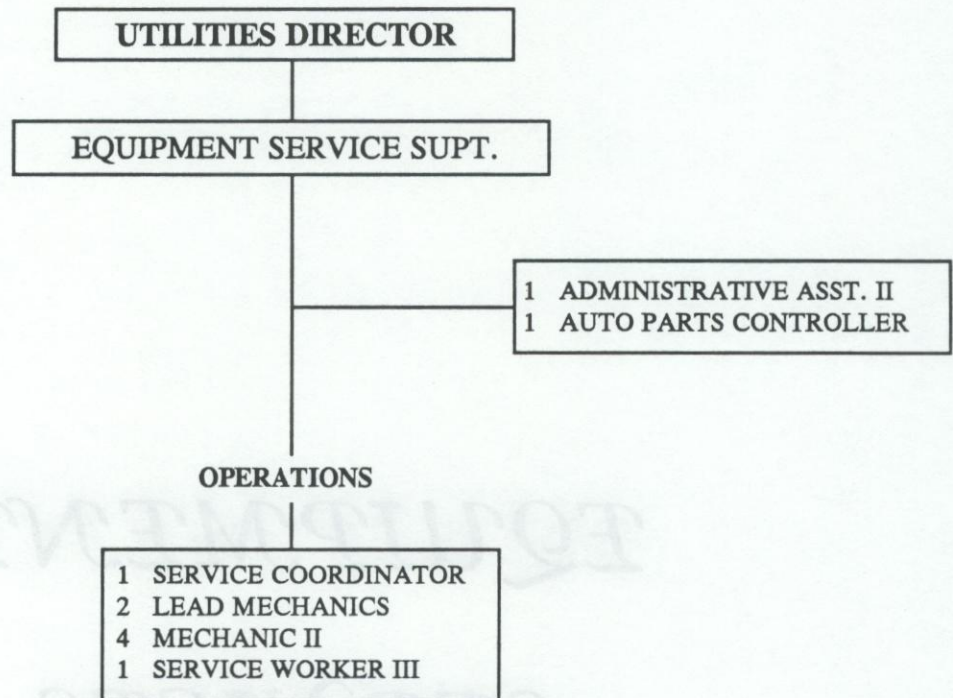 UTILITIES DIRECTOR
EQUIPMENT SERVICE SUPT.
1 ADMINISTRATIVE ASST. II
1 AUTO PARTS CONTROLLER
OPERATIONS
EQUIPMENT
1 SERVICE COORDINATOR
2 LEAD MECHANICS
4 MECHANIC II
1 SERVICE WORKER III